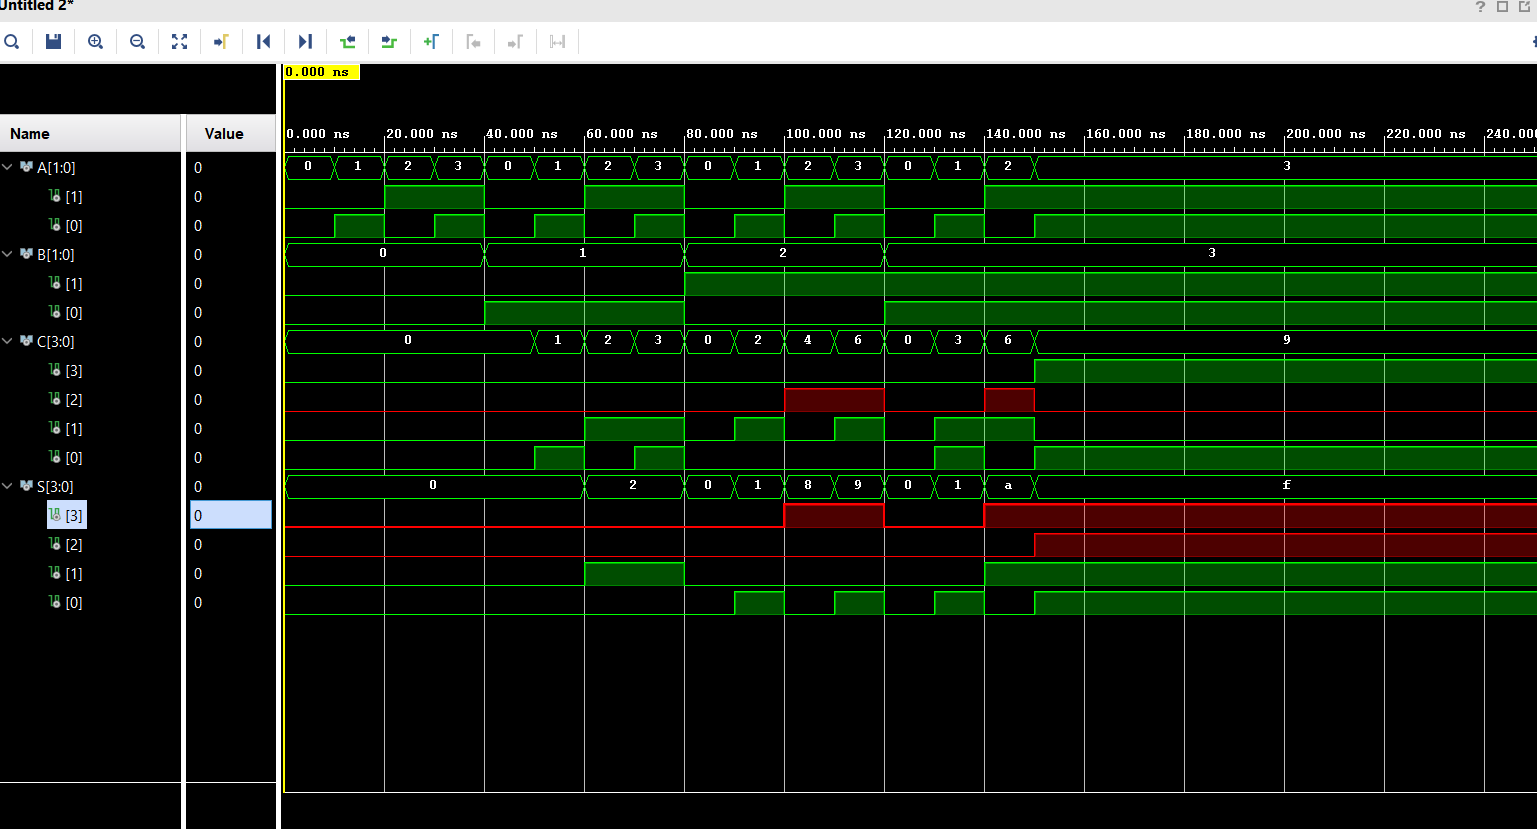 Untitled 2*
?
0.000 ns
Name Value
0.000 ns 20.000 ns 40.000 ns 60.000 ns 80.000 ns 100.000 ns 120.000 ns 140.000 ns 160.000 ns 180.000 ns 200.000 ns 220.000 ns 240.00
A[1:0] 0 0 1 2 3 0 1 2 3 0 1 2 3 0 1 2 3
[1] 0
[0] 0
B[1:0] 0 0 1 2 3
[1] 0
[0] 0
C[3:0] 0 0 1 2 3 0 2 4 6 0 3 6 9
[3] 0
[2] 0
[1] 0
[0] 0
S[3:0] 0 0 2 0 1 8 9 0 1 a f
[3] 0
[2] 0
[1] 0
[0] 0